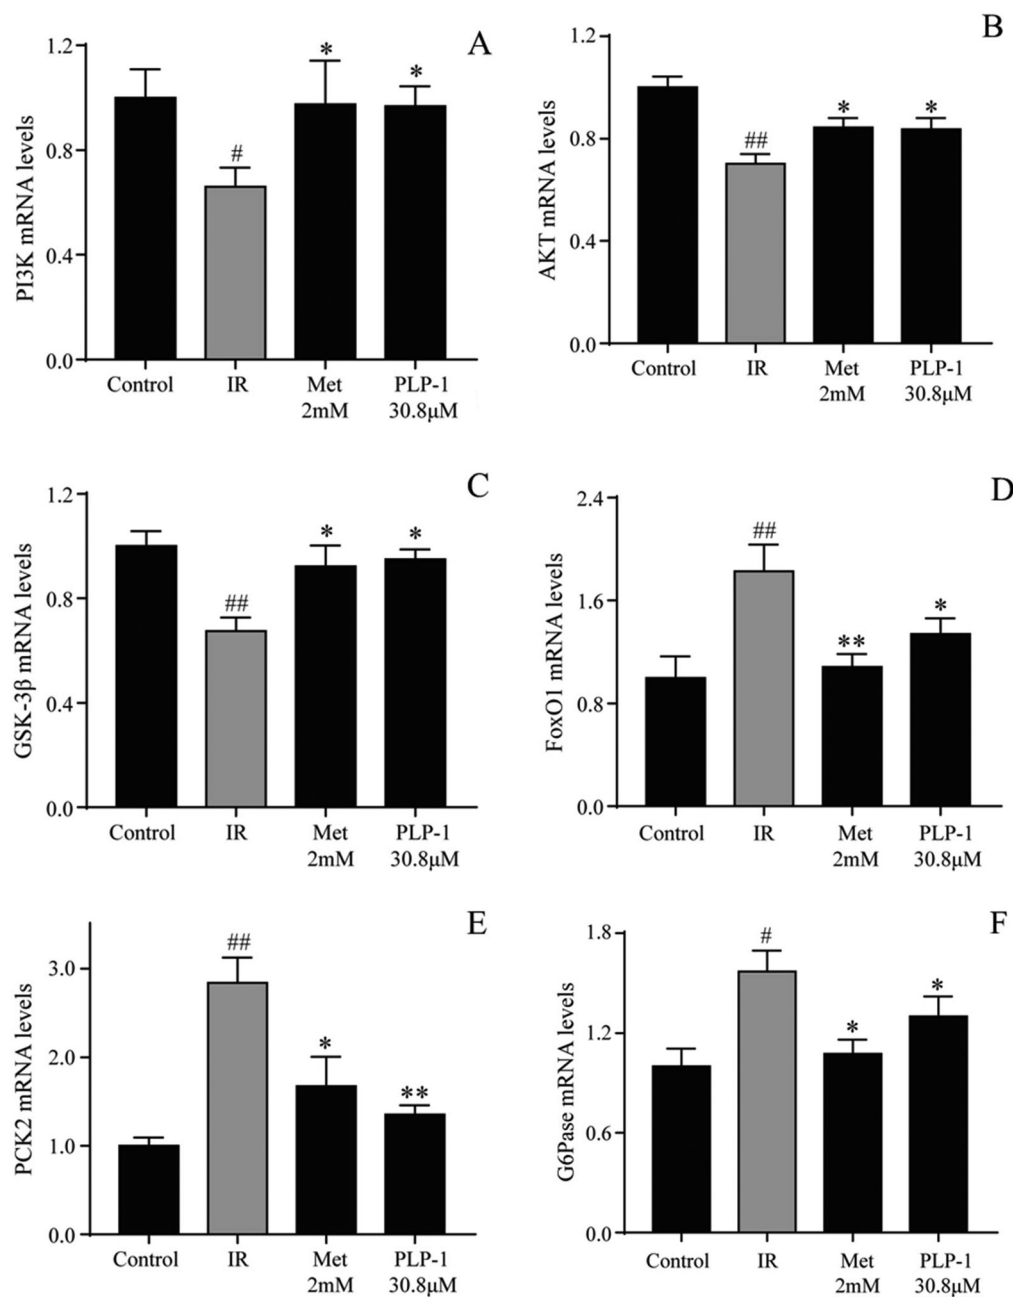 A
PI3K mRNA levels
1.2
0.8
0.4
0.0
*
*
#
Control IR Met PLP-1
2mM 30.8μM
B
AKT mRNA levels
1.2
0.8
0.4
0.0
##
*
*
Control IR Met PLP-1
2mM 30.8μM
C
GSK-3β mRNA levels
1.2
0.8
0.4
0.0
##
*
*
Control IR Met PLP-1
2mM 30.8μM
D
FoxO1 mRNA levels
2.4
1.6
0.8
0.0
##
**
*
Control IR Met PLP-1
2mM 30.8μM
E
PCK2 mRNA levels
3.0
2.0
1.0
0.0
##
*
**
Control IR Met PLP-1
2mM 30.8μM
F
G6Pase mRNA levels
1.8
1.2
0.6
0.0
#
*
*
Control IR Met PLP-1
2mM 30.8μM